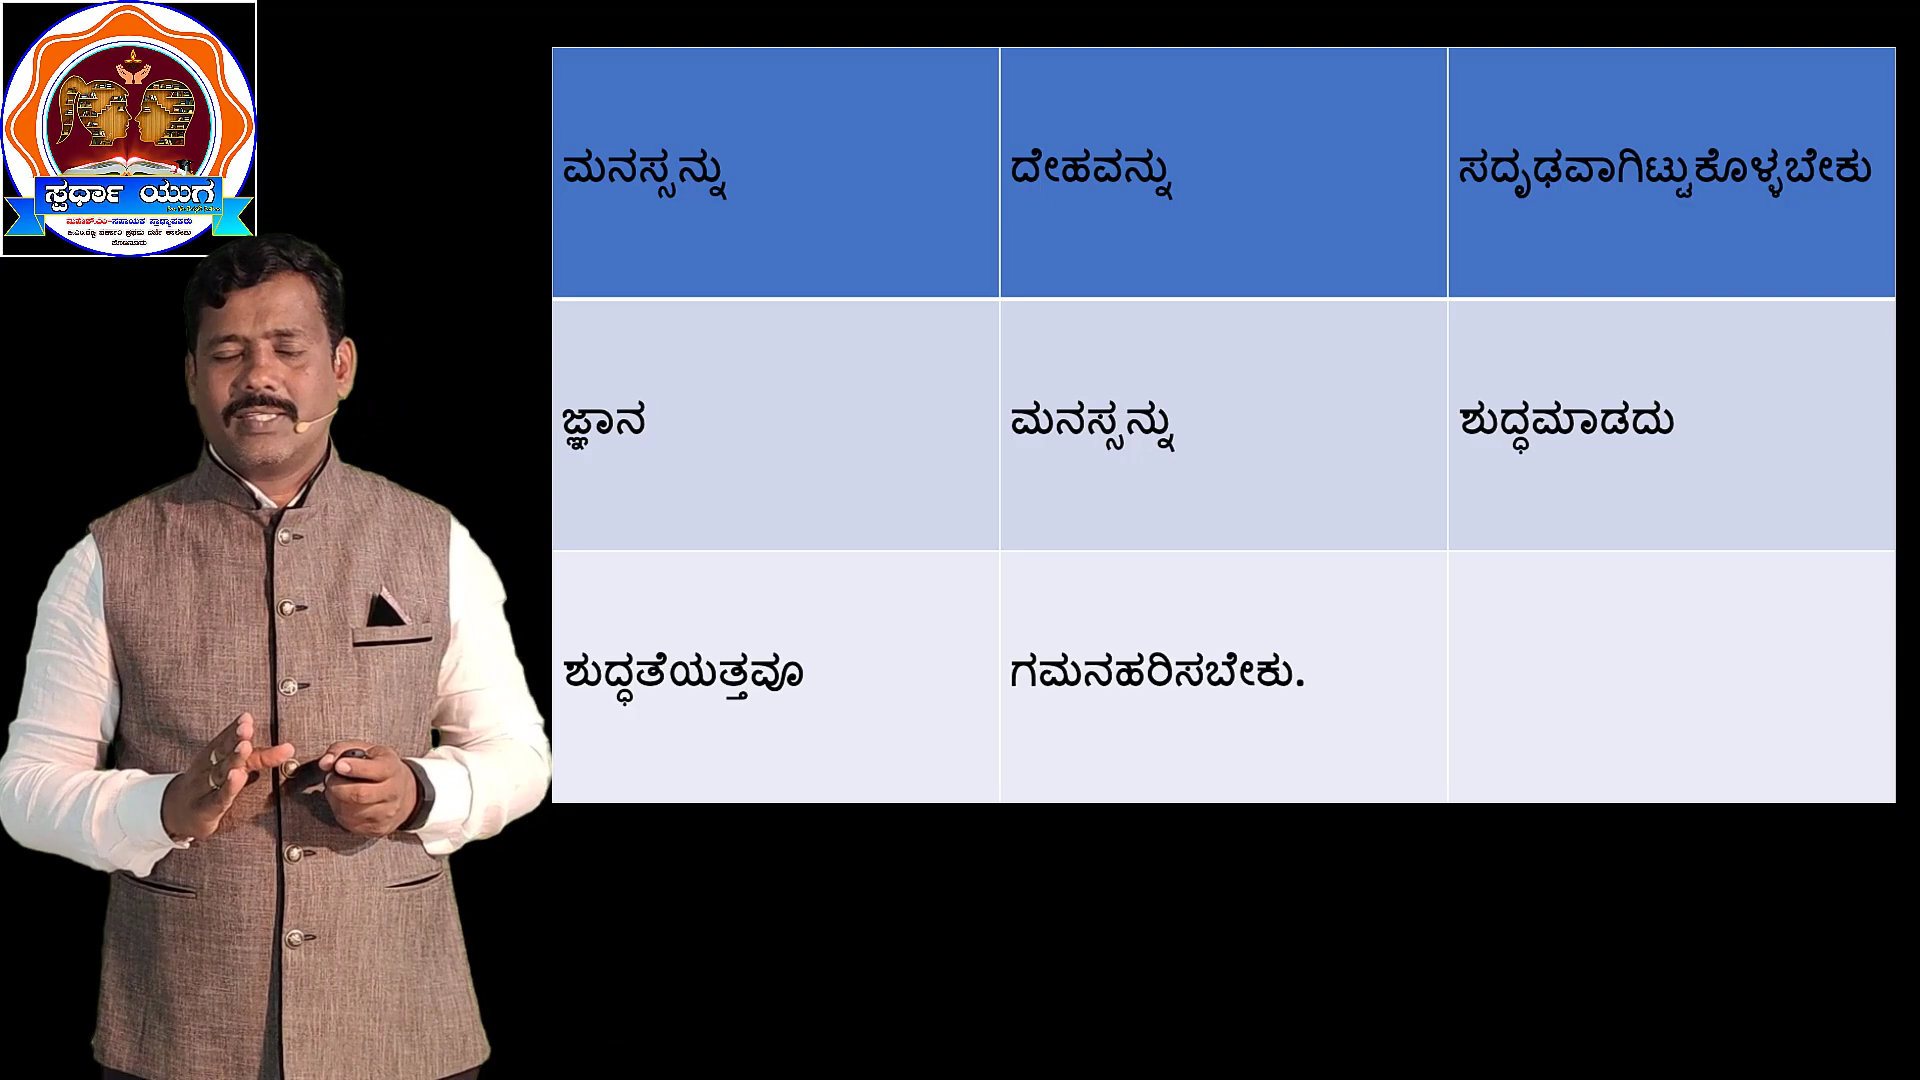 ಸ್ಪರ್ಧಾ ಯುಗ
ಮನಸ್ಸನ್ನು ದೇಹವನ್ನು ಸದೃಢವಾಗಿಟ್ಟುಕೊಳ್ಳಬೇಕು
ಜ್ಞಾನ ಮನಸ್ಸನ್ನು ಶುದ್ಧಮಾಡದು
ಶುದ್ಧತೆಯತ್ತವೂ ಗಮನಹರಿಸಬೇಕು.